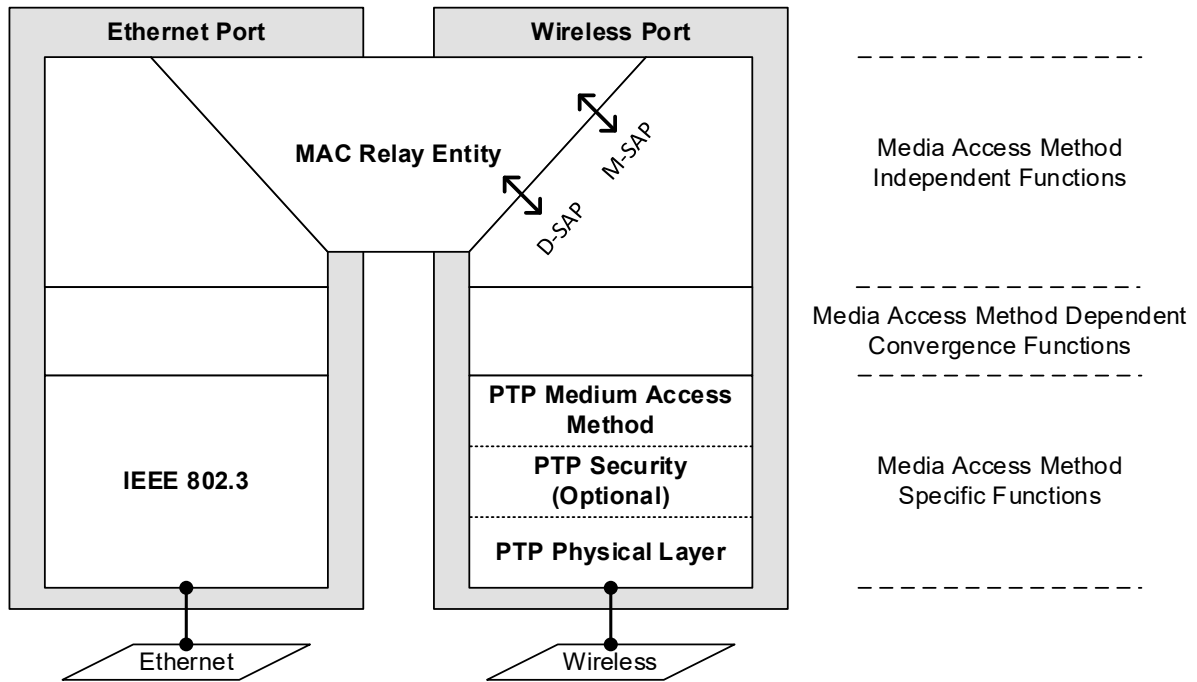 Ethernet Port
Wireless Port
MAC Relay Entity
M-SAP
D-SAP
Media Access Method
Independent Functions
Media Access Method Dependent
Convergence Functions
IEEE 802.3
PTP Medium Access
Method
PTP Security
(Optional)
PTP Physical Layer
Media Access Method
Specific Functions
Ethernet
Wireless